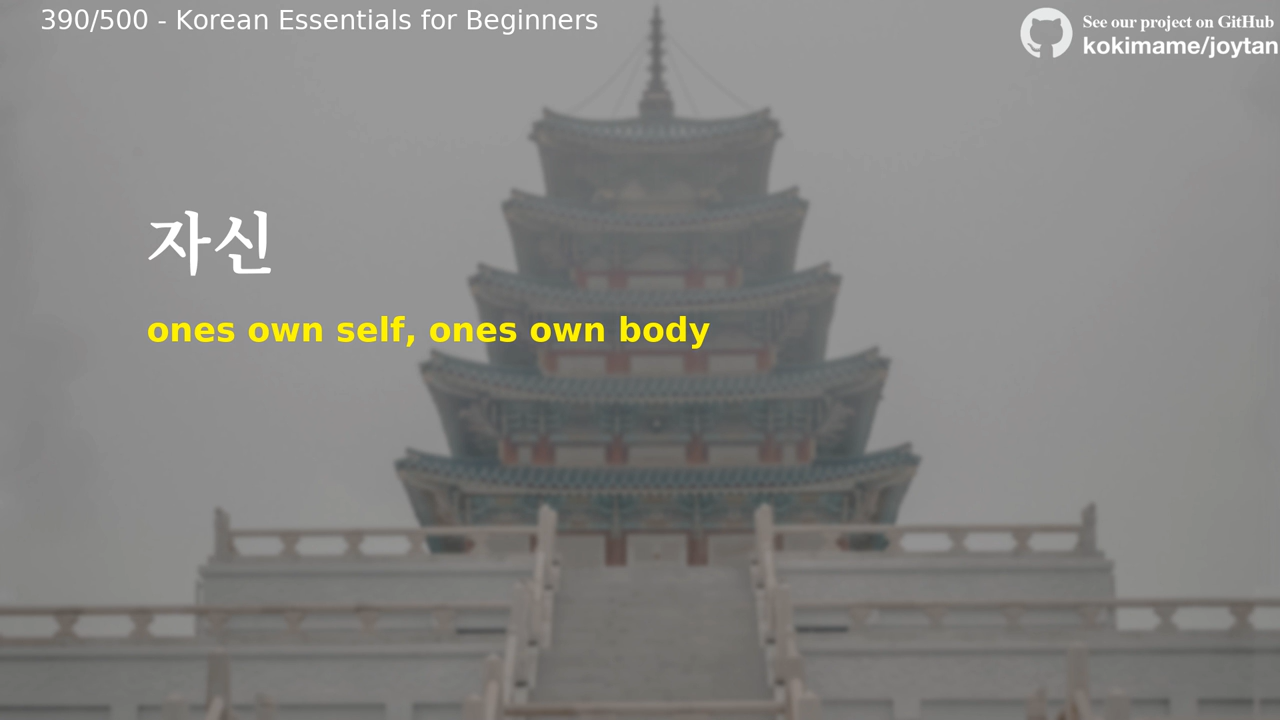 390/500 - Korean Essentials for Beginners
See our project on GitHub
kokimame/joytan
자신
ones own self, ones own body